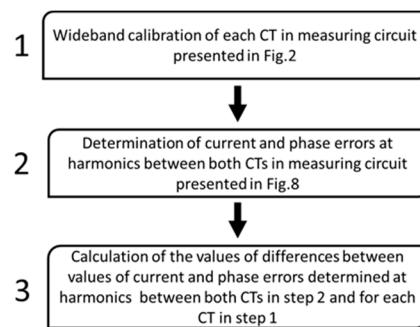 1
Wideband calibration of each CT in measuring circuit
presented in Fig.2
2
Determination of current and phase errors at
harmonics between both CTs in measuring circuit
presented in Fig.8
3
Calculation of the values of differences between
values of current and phase errors determined at
harmonics between both CTs in step 2 and for each
CT in step 1